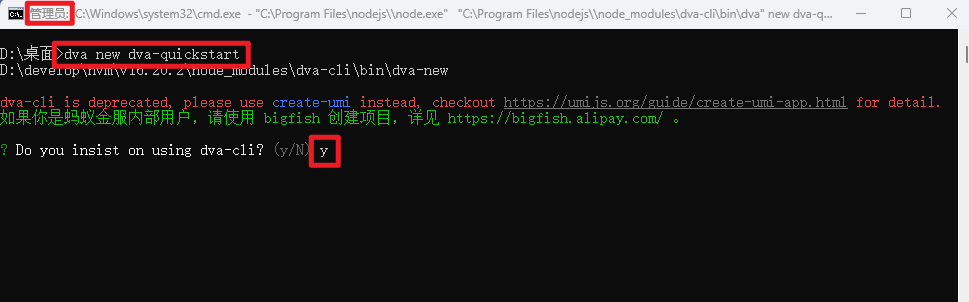 管理员: C:\Windows\system32\cmd.exe - "C:\Program Files\nodejs\\node.exe" "C:\Program Files\nodejs\\node_modules\dva-cli\bin\dva" new dva-q...
D:\桌面>dva new dva-quickstart
D:\develop\nvm\v16.20.2\node_modules\dva-cli\bin\dva-new
dva-cli is deprecated, please use create-umi instead, checkout https://umijs.org/guide/create-umi-app.html for detail.
如果你是蚂蚁金服内部用户，请使用 bigfish 创建项目，详见 https://bigfish.alipay.com/ 。
? Do you insist on using dva-cli? (y/N) y